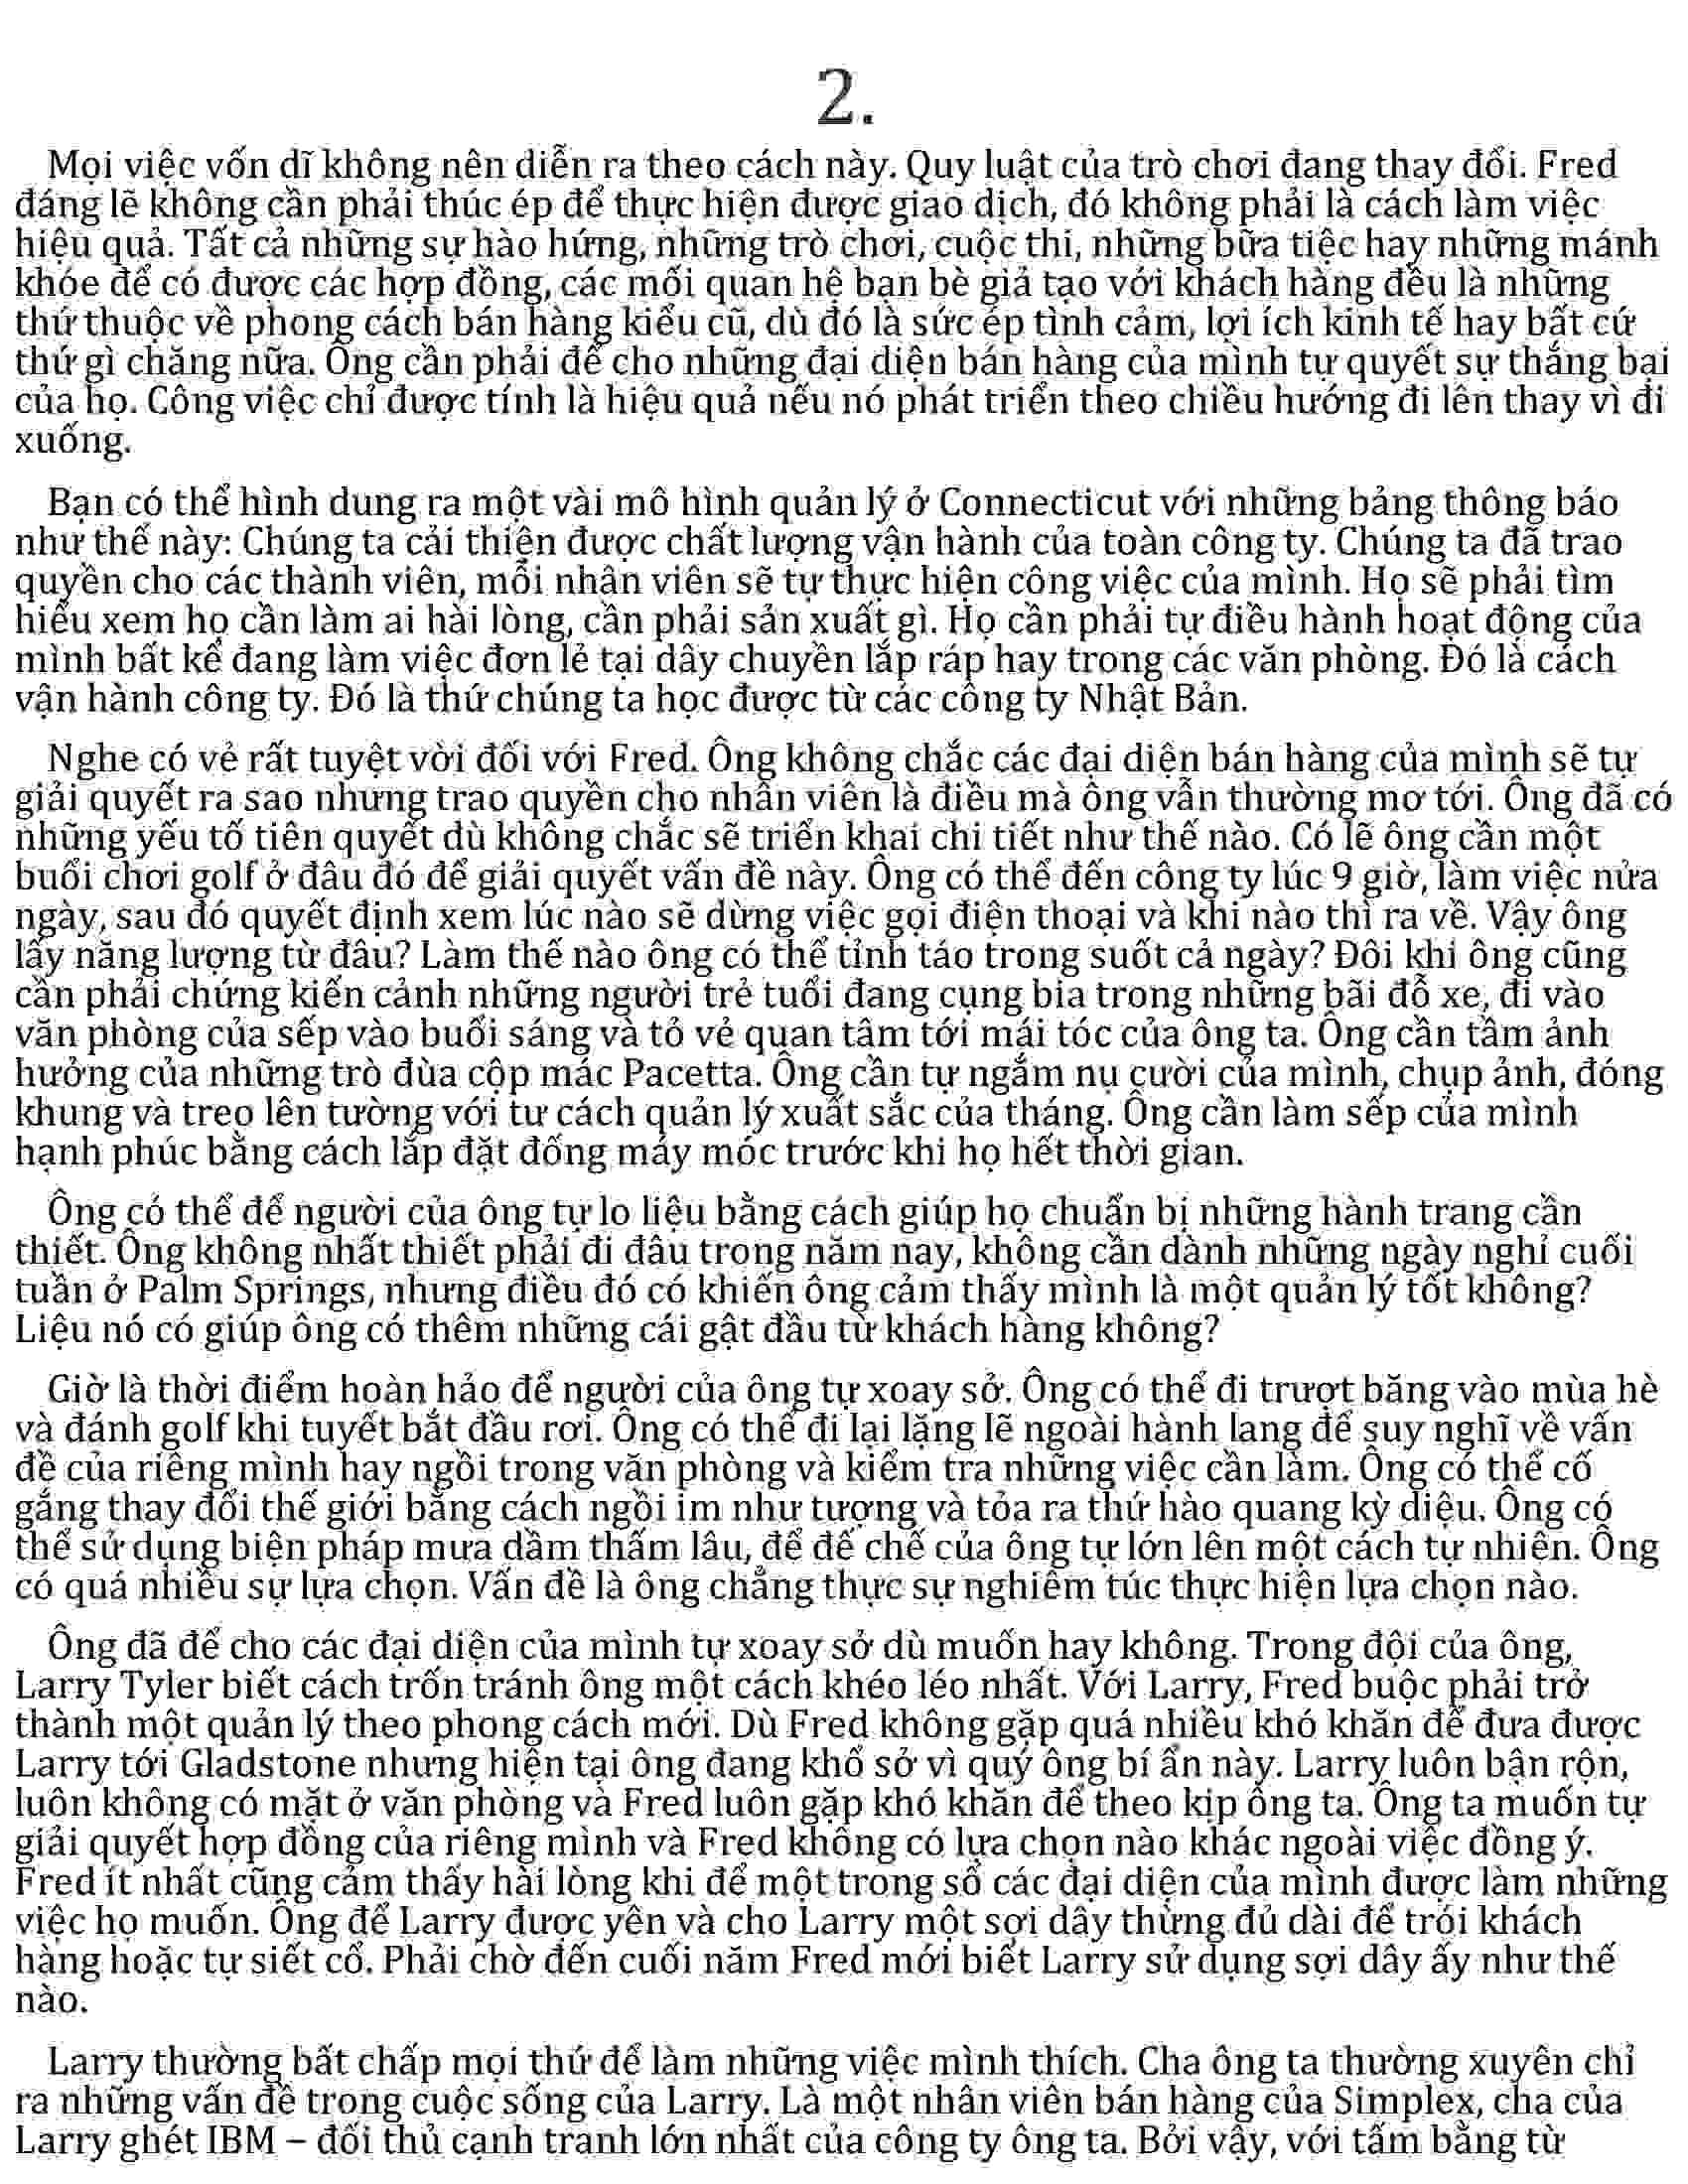 2.
Mọi việc vốn dĩ không nên diễn ra theo cách này. Quy luật của trò chơi đang thay đổi. Fred
đáng lẽ không cần phải thúc ép để thực hiện được giao dịch, đó không phải là cách làm việc
hiệu quả. Tất cả những sự hào hứng, những trò chơi, cuộc thi, những bữa tiệc hay những mánh
khóe để có được các hợp đồng, các mối quan hệ bạn bè giả tạo với khách hàng đều là những
thứ thuộc về phong cách bán hàng kiểu cũ, dù đó là sức ép tình cảm, lợi ích kinh tế hay bất cứ
thứ gì chăng nữa. Ông cần phải để cho những đại diện bán hàng của mình tự quyết sự thắng bại
của họ. Công việc chỉ được tính là hiệu quả nếu nó phát triển theo chiều hướng đi lên thay vì đi
xuống.
Bạn có thể hình dung ra một vài mô hình quản lý ở Connecticut với những bảng thông báo
như thế này: Chúng ta cải thiện được chất lượng vận hành của toàn công ty. Chúng ta đã trao
quyền cho các thành viên, mỗi nhân viên sẽ tự thực hiện công việc của mình. Họ sẽ phải tìm
hiểu xem họ cần làm ai hài lòng, cần phải sản xuất gì. Họ cần phải tự điều hành hoạt động của
mình bất kể đang làm việc đơn lẻ tại dây chuyền lắp ráp hay trong các văn phòng. Đó là cách
vận hành công ty. Đó là thứ chúng ta học được từ các công ty Nhật Bản.
Nghe có vẻ rất tuyệt vời đối với Fred. Ông không chắc các đại diện bán hàng của mình sẽ tự
giải quyết ra sao nhưng trao quyền cho nhân viên là điều mà ông vẫn thường mơ tới. Ông đã có
những yếu tố tiên quyết dù không chắc sẽ triển khai chi tiết như thế nào. Có lẽ ông cần một
buổi chơi golf ở đâu đó để giải quyết vấn đề này. Ông có thể đến công ty lúc 9 giờ, làm việc nửa
ngày, sau đó quyết định xem lúc nào sẽ dừng việc gọi điện thoại và khi nào thì ra về. Vậy ông
lấy năng lượng từ đâu? Làm thế nào ông có thể tỉnh táo trong suốt cả ngày? Đôi khi ông cũng
cần phải chứng kiến cảnh những người trẻ tuổi đang cụng bia trong những bãi đỗ xe, đi vào
văn phòng của sếp vào buổi sáng và tỏ vẻ quan tâm tới mái tóc của ông ta. Ông cần tầm ảnh
hưởng của những trò đùa cộp mác Pacetta. Ông cần tự ngắm nụ cười của mình, chụp ảnh, đóng
khung và treo lên tường với tư cách quản lý xuất sắc của tháng. Ông cần làm sếp của mình
hạnh phúc bằng cách lắp đặt đống máy móc trước khi họ hết thời gian.
Ông có thể để người của ông tự lo liệu bằng cách giúp họ chuẩn bị những hành trang cần
thiết. Ông không nhất thiết phải đi đâu trong năm nay, không cần dành những ngày nghỉ cuối
tuần ở Palm Springs, nhưng điều đó có khiến ông cảm thấy mình là một quản lý tốt không?
Liệu nó có giúp ông có thêm những cái gật đầu từ khách hàng không?
Giờ là thời điểm hoàn hảo để người của ông tự xoay sở. Ông có thể đi trượt băng vào mùa hè
và đánh golf khi tuyết bắt đầu rơi. Ông có thể đi lại lặng lẽ ngoài hành lang để suy nghĩ về vấn
đề của riêng mình hay ngồi trong văn phòng và kiểm tra những việc cần làm. Ông có thể cố
gắng thay đổi thế giới bằng cách ngồi im như tượng và tỏa ra thứ hào quang kỳ diệu. Ông có
thể sử dụng biện pháp mưa dầm thấm lâu, để đế chế của ông tự lớn lên một cách tự nhiên. Ông
có quá nhiều sự lựa chọn. Vấn đề là ông chẳng thực sự nghiêm túc thực hiện lựa chọn nào.
Ông đã để cho các đại diện của mình tự xoay sở dù muốn hay không. Trong đội của ông,
Larry Tyler biết cách trốn tránh ông một cách khéo léo nhất. Với Larry, Fred buộc phải trở
thành một quản lý theo phong cách mới. Dù Fred không gặp quá nhiều khó khăn để đưa được
Larry tới Gladstone nhưng hiện tại ông đang khổ sở vì quý ông bí ẩn này. Larry luôn bận rộn,
luôn không có mặt ở văn phòng và Fred luôn gặp khó khăn để theo kịp ông ta. Ông ta muốn tự
giải quyết hợp đồng của riêng mình và Fred không có lựa chọn nào khác ngoài việc đồng ý.
Fred ít nhất cũng cảm thấy hài lòng khi để một trong số các đại diện của mình được làm những
việc họ muốn. Ông để Larry được yên và cho Larry một sợi dây thừng đủ dài để trói khách
hàng hoặc tự siết cổ. Phải chờ đến cuối năm Fred mới biết Larry sử dụng sợi dây ấy như thế
nào.
Larry thường bất chấp mọi thứ để làm những việc mình thích. Cha ông ta thường xuyên chỉ
ra những vấn đề trong cuộc sống của Larry. Là một nhân viên bán hàng của Simplex, cha của
Larry ghét IBM – đối thủ cạnh tranh lớn nhất của công ty ông ta. Bởi vậy, với tấm bằng từ